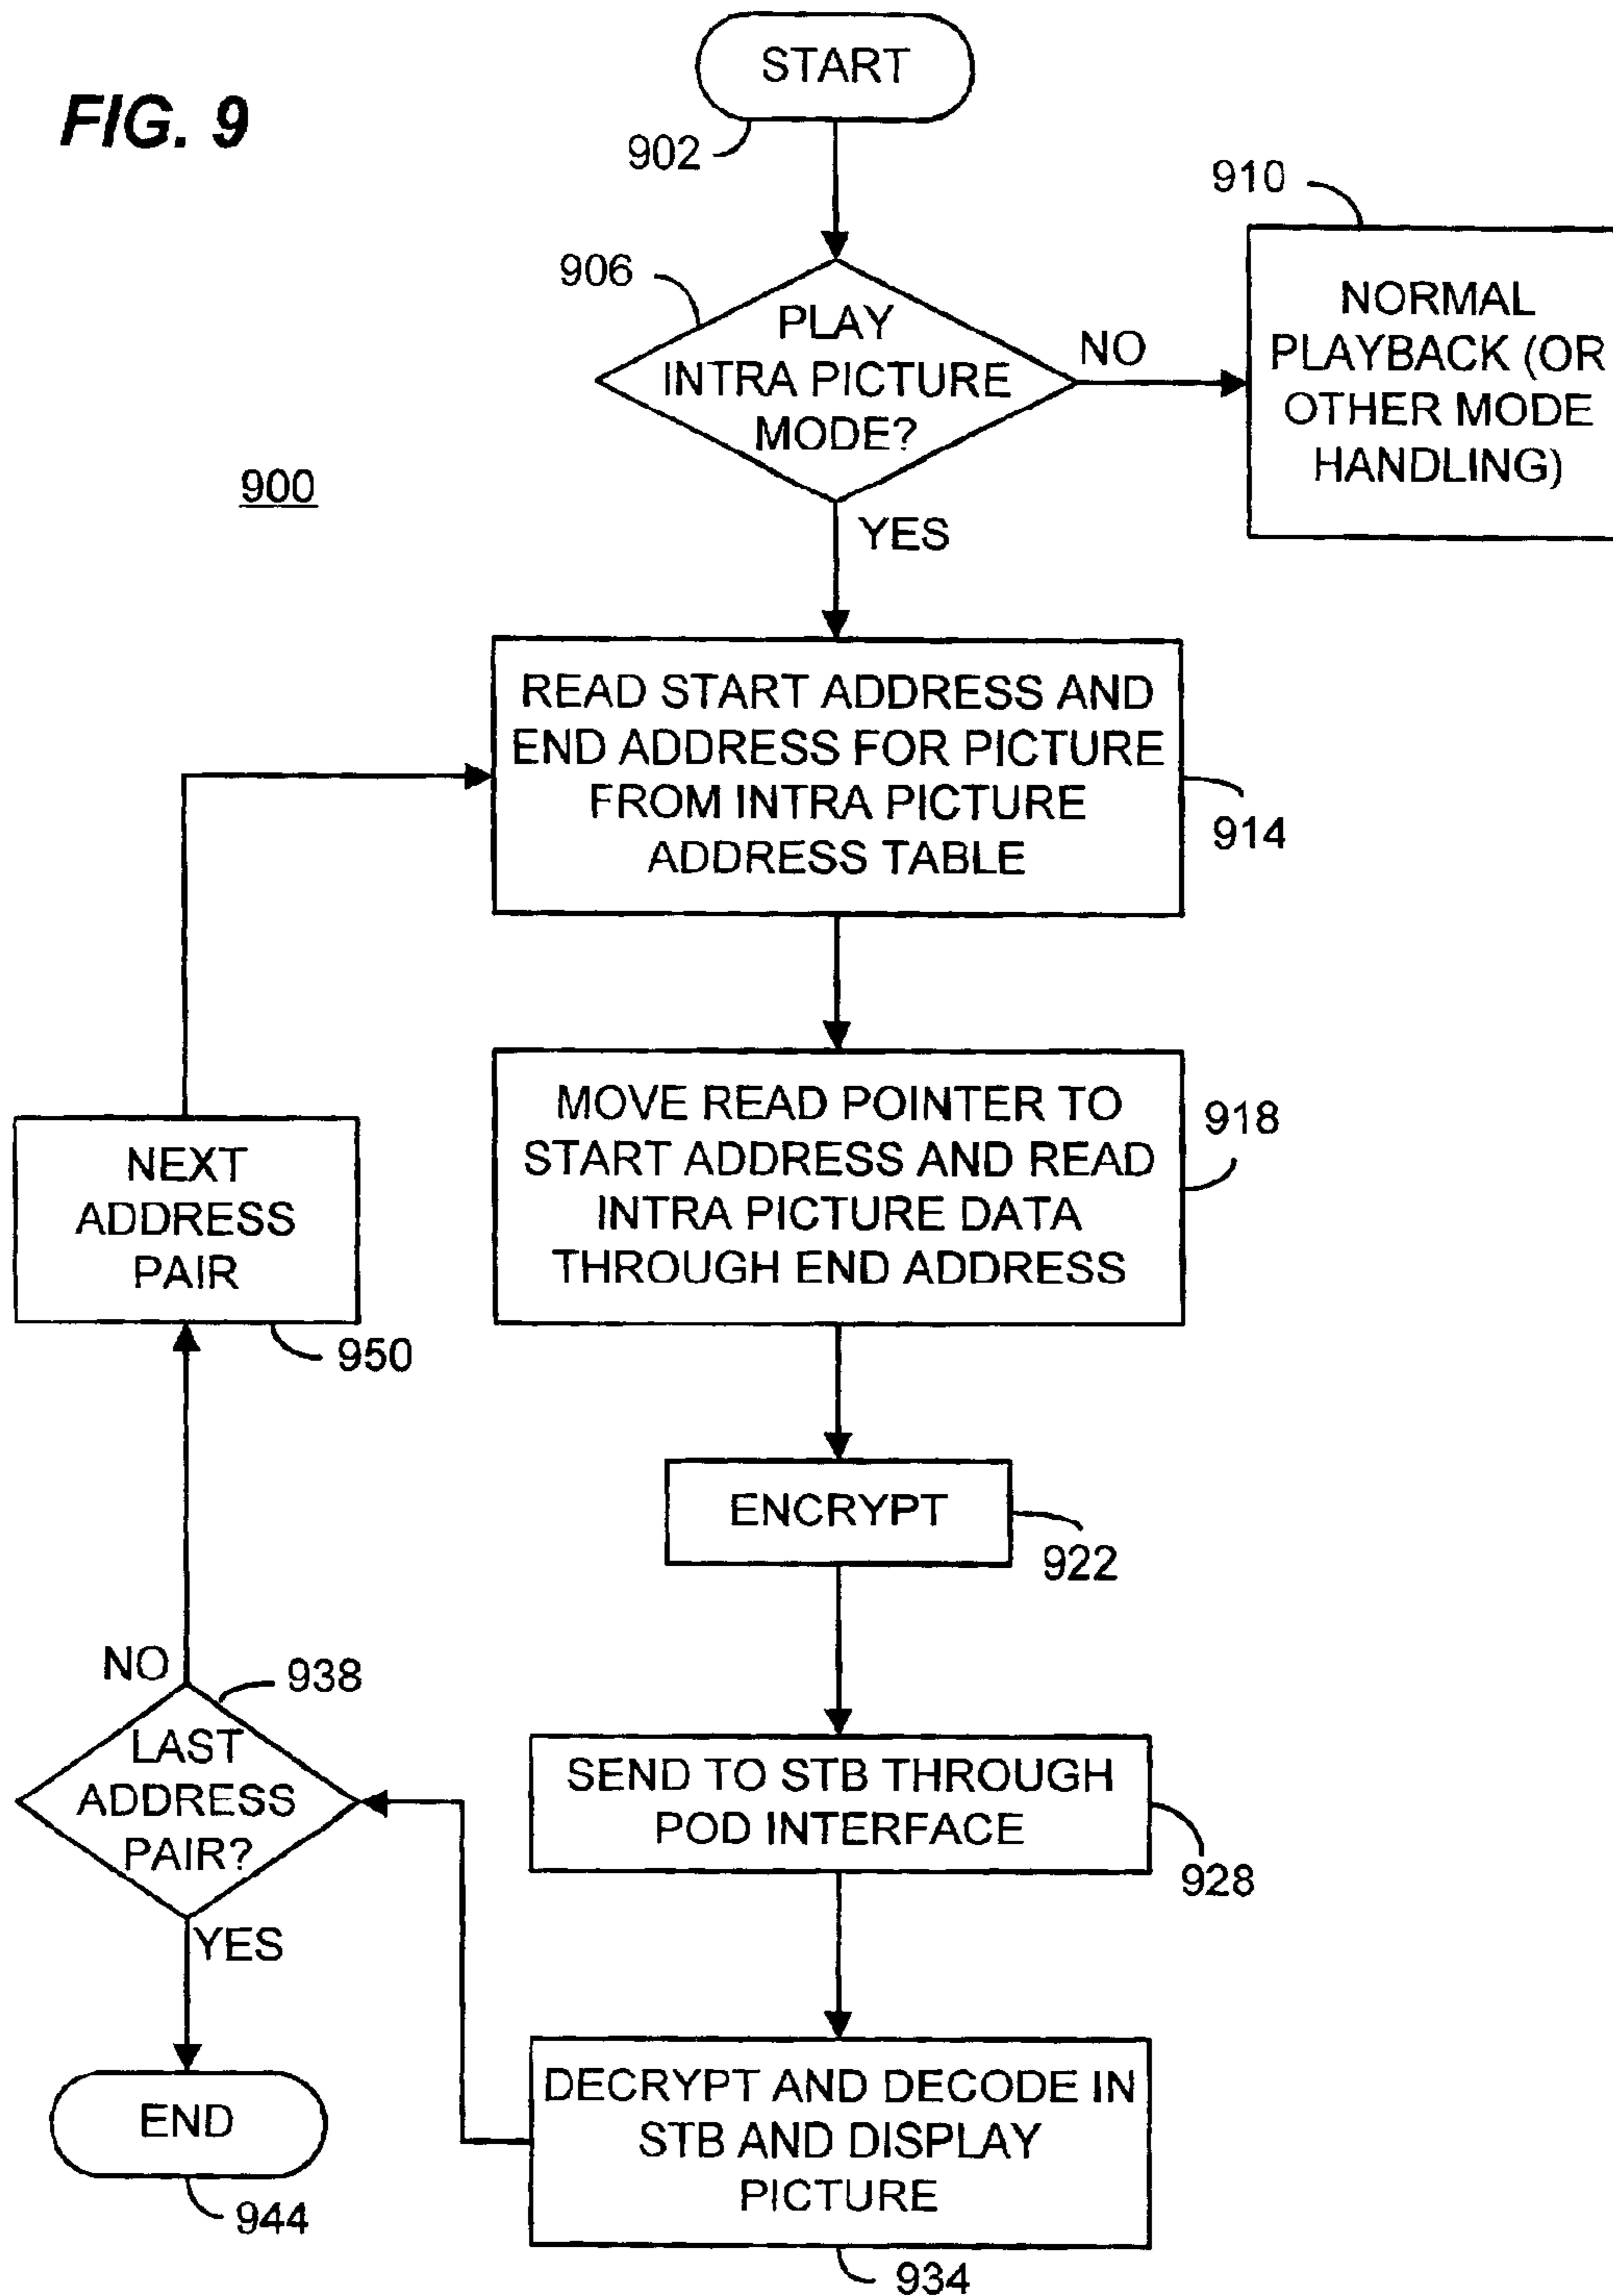 FIG. 9
START
902
910
906
PLAY
INTRA PICTURE
MODE?
NO
NORMAL
PLAYBACK (OR
OTHER MODE
HANDLING)
900
YES
READ START ADDRESS AND
END ADDRESS FOR PICTURE
FROM INTRA PICTURE
ADDRESS TABLE
914
MOVE READ POINTER TO
START ADDRESS AND READ
INTRA PICTURE DATA
THROUGH END ADDRESS
918
NEXT
ADDRESS
PAIR
950
ENCRYPT
922
NO
938
LAST
ADDRESS
PAIR?
SEND TO STB THROUGH
POD INTERFACE
928
YES
DECRYPT AND DECODE IN
STB AND DISPLAY
PICTURE
934
END
944